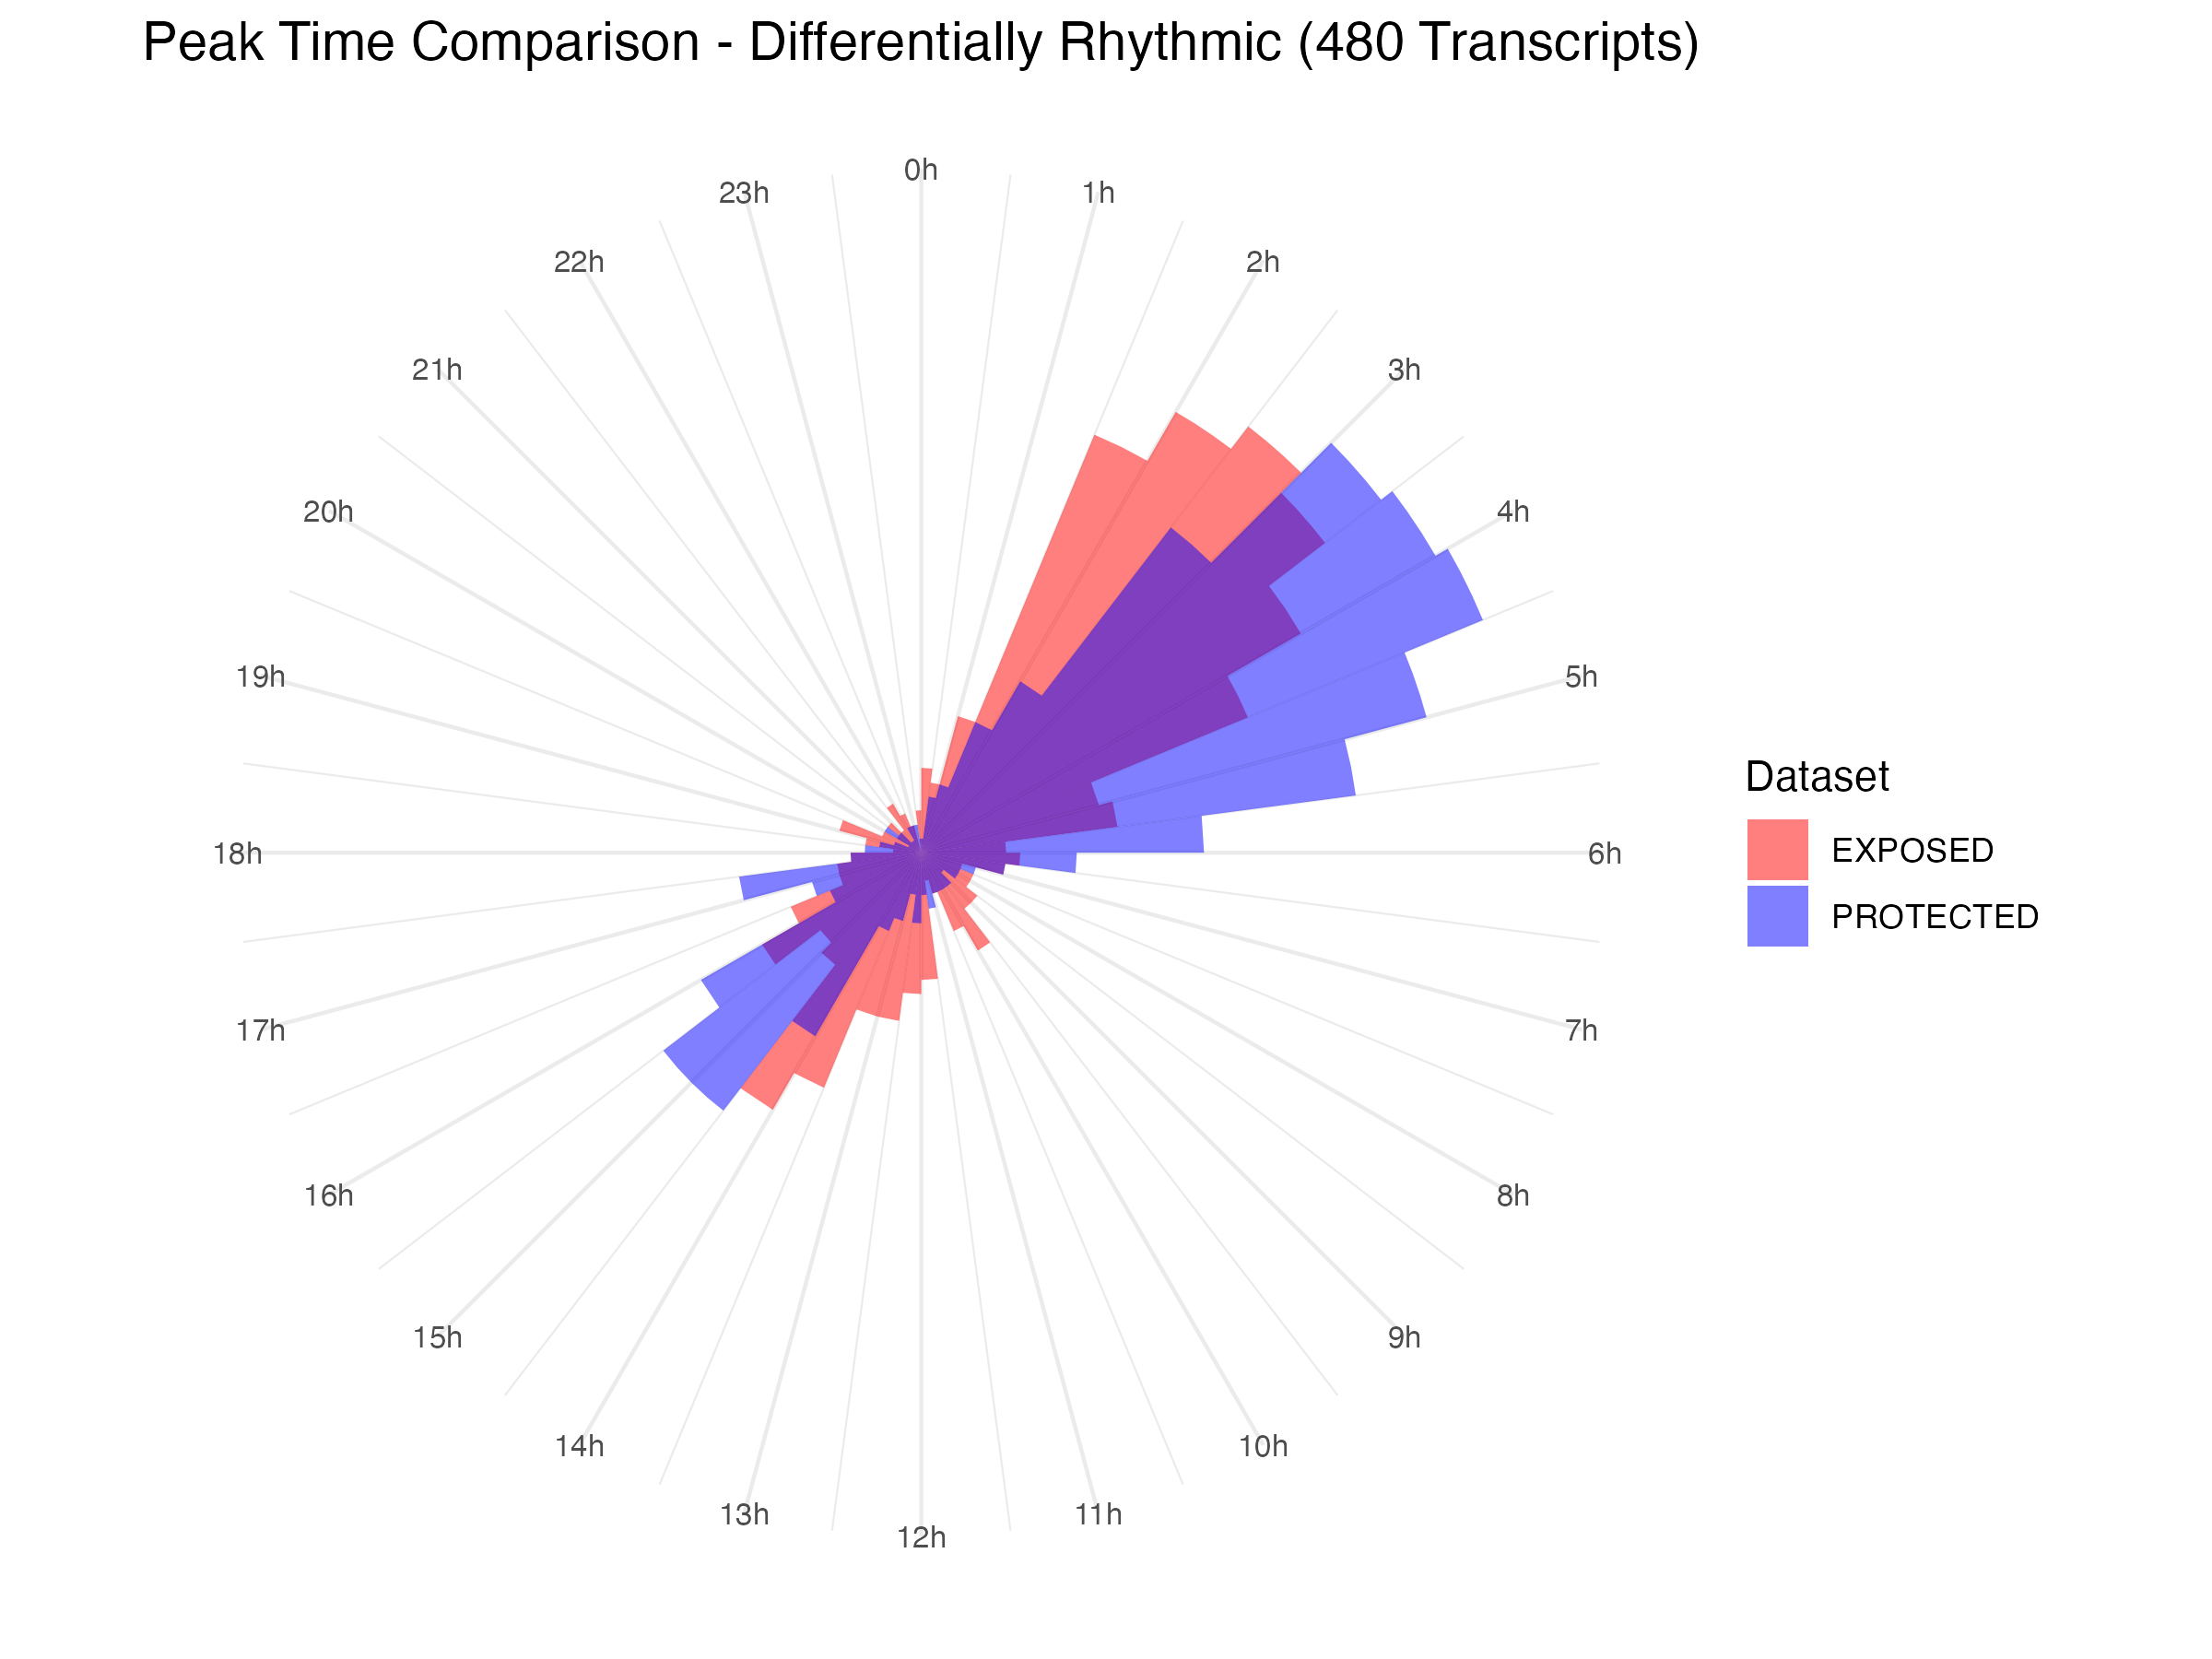 Peak Time Comparison - Differentially Rhythmic (480 Transcripts)
0h
1h
2h
3h
4h
5h
6h
7h
8h
9h
10h
11h
12h
13h
14h
15h
16h
17h
18h
19h
20h
21h
22h
23h
Dataset
EXPOSED
PROTECTED